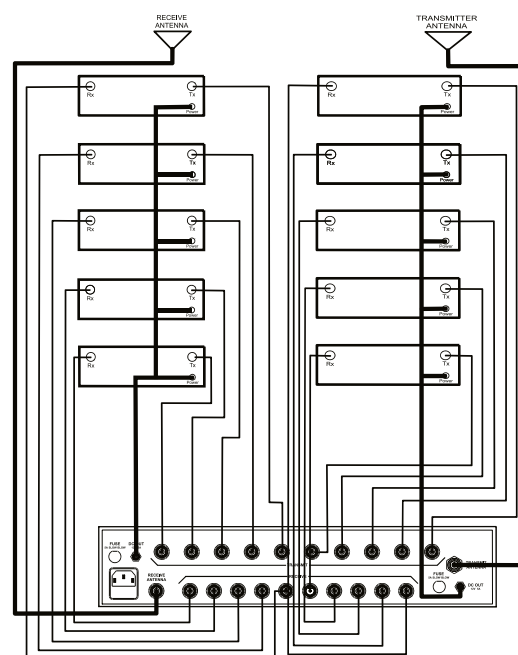 RECEIVE
ANTENNA
TRANSMITTER
ANTENNA
Rx
Tx
Power
Rx
Tx
Power
Rx
Tx
Power
Rx
Tx
Power
Rx
Tx
Power
Rx
Tx
Power
Rx
Tx
Power
Rx
Tx
Power
Rx
Tx
Power
Rx
Tx
Power
FUSE
DC OUT
TRANSMIT
TRANSMIT
ANTENNA
RECEIVE
ANTENNA
RECEIVE
FUSE
DC OUT